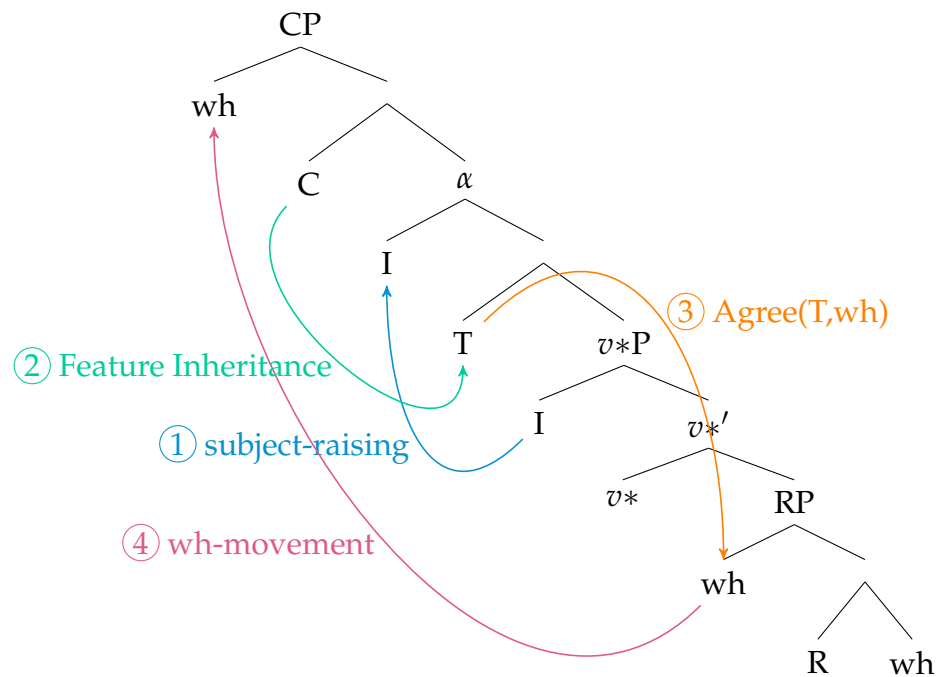 CP
wh
C
α
I
③ Agree(T,wh)
T
v∗P
② Feature Inheritance
I
v∗′
① subject-raising
v∗
RP
④ wh-movement
wh
R
wh